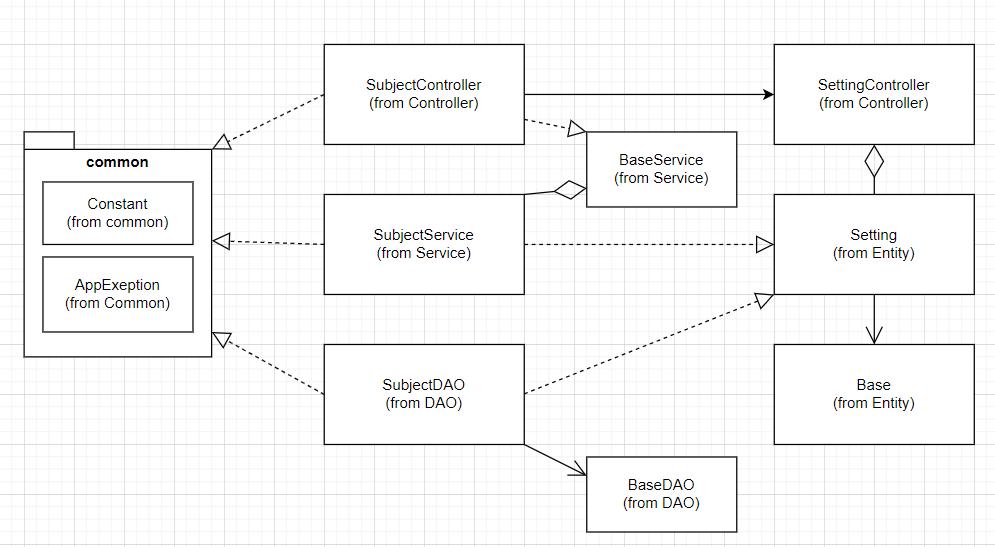 SubjectController
(from Controller)
SettingController
(from Controller)
common
BaseService
(from Service)
Constant
(from common)
SubjectService
(from Service)
Setting
(from Entity)
AppExeption
(from Common)
SubjectDAO
(from DAO)
Base
(from Entity)
BaseDAO
(from DAO)